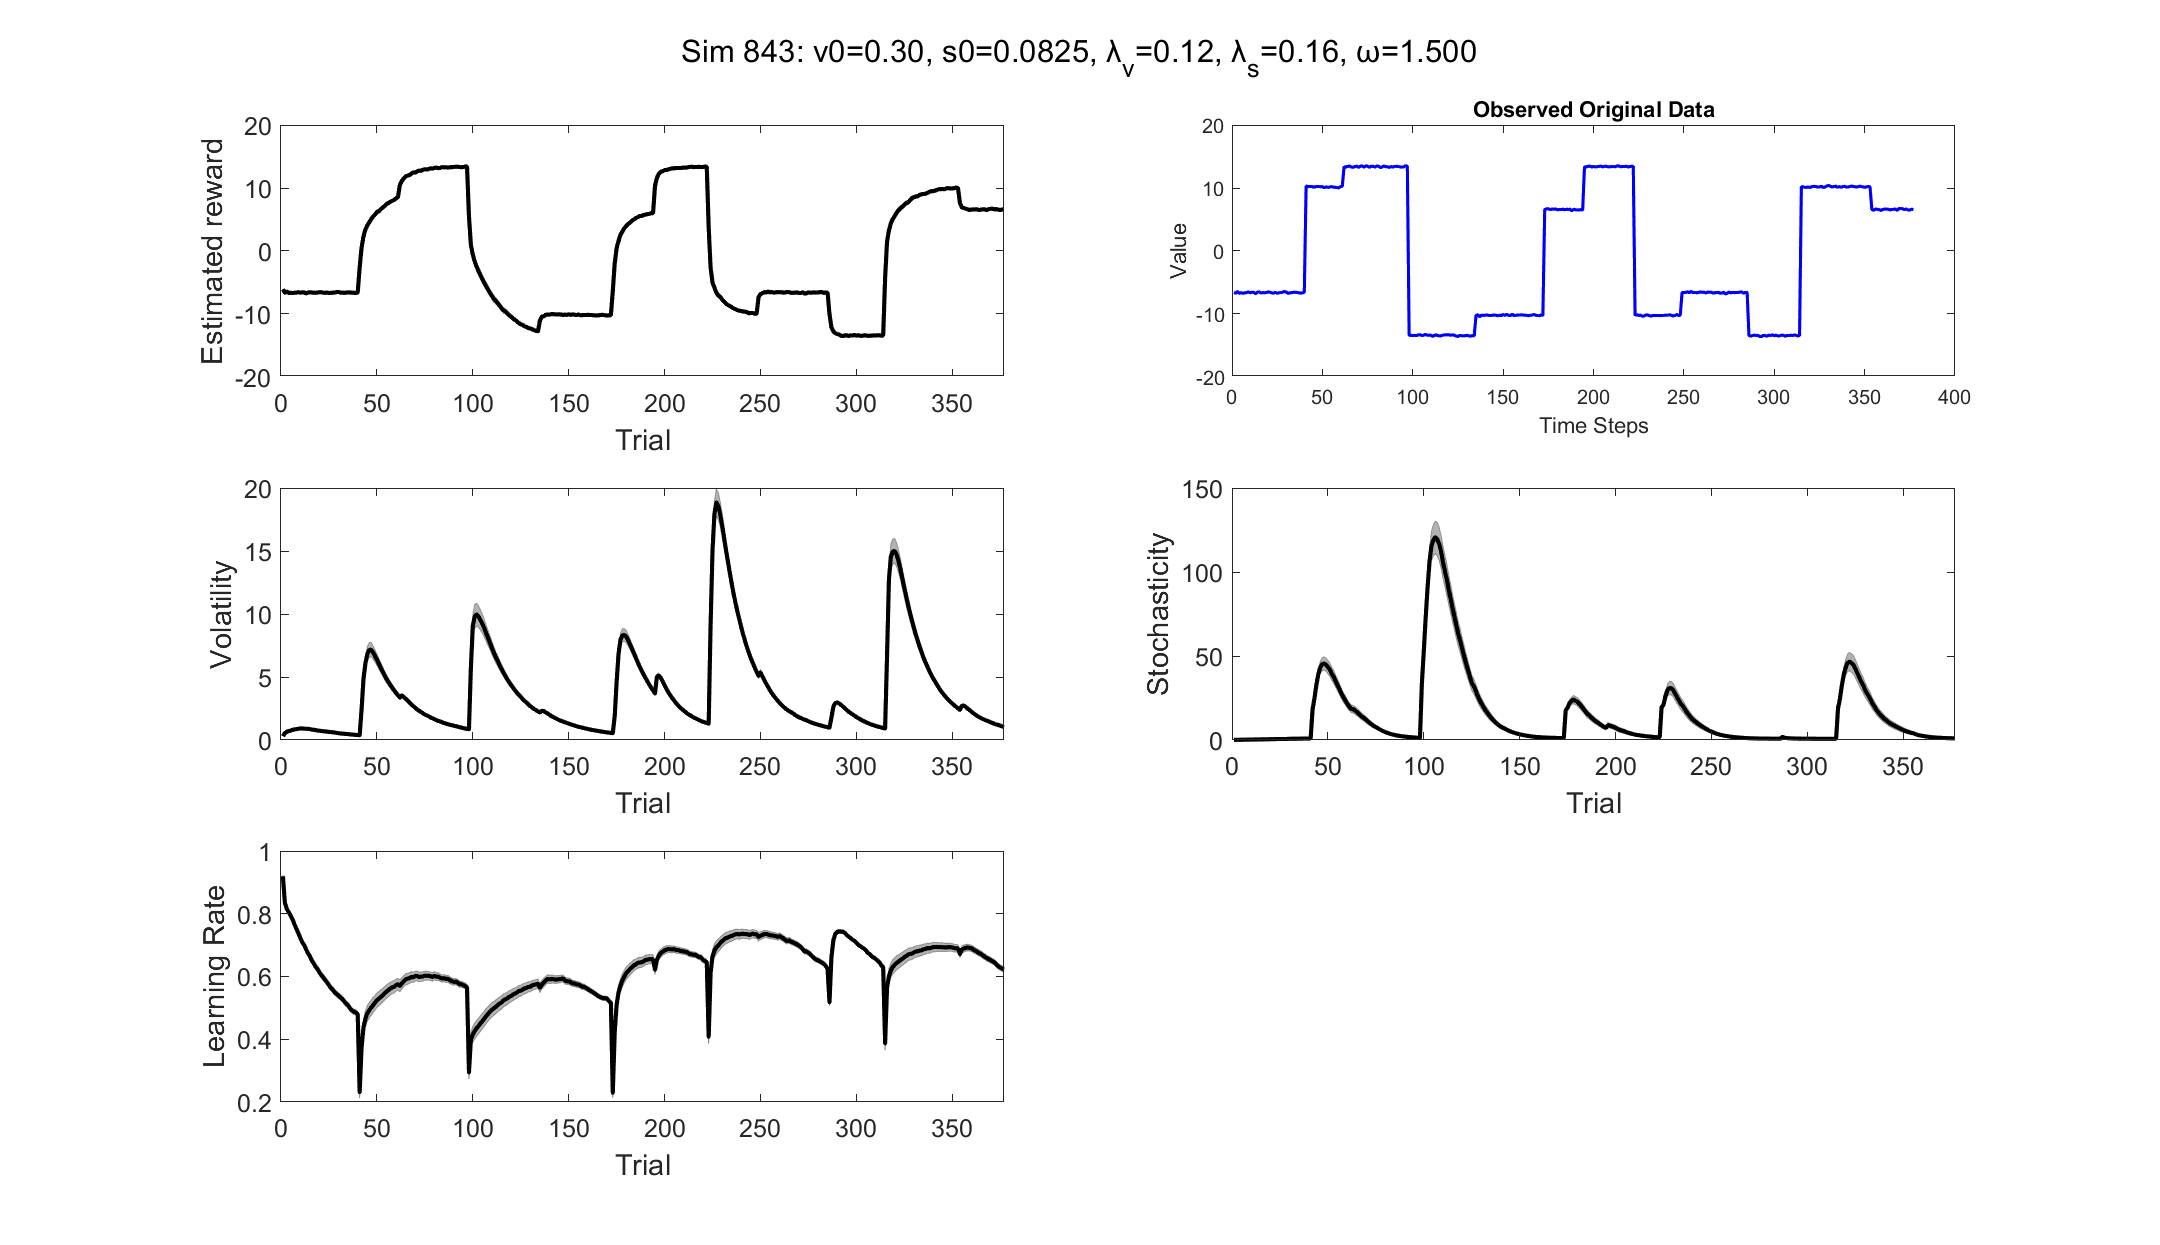 Sim 843: v0=0.30, s0=0.0825, λv=0.12, λs=0.16, ω=1.500
20
10
0
-10
-20
Estimated reward
0 50 100 150 200 250 300 350
Trial
Observed Original Data
20
10
0
-10
-20
Value
0 50 100 150 200 250 300 350 400
Time Steps
20
15
10
5
0
Volatility
0 50 100 150 200 250 300 350
Trial
150
100
50
0
Stochasticity
0 50 100 150 200 250 300 350
Trial
1
0.8
0.6
0.4
0.2
Learning Rate
0 50 100 150 200 250 300 350
Trial